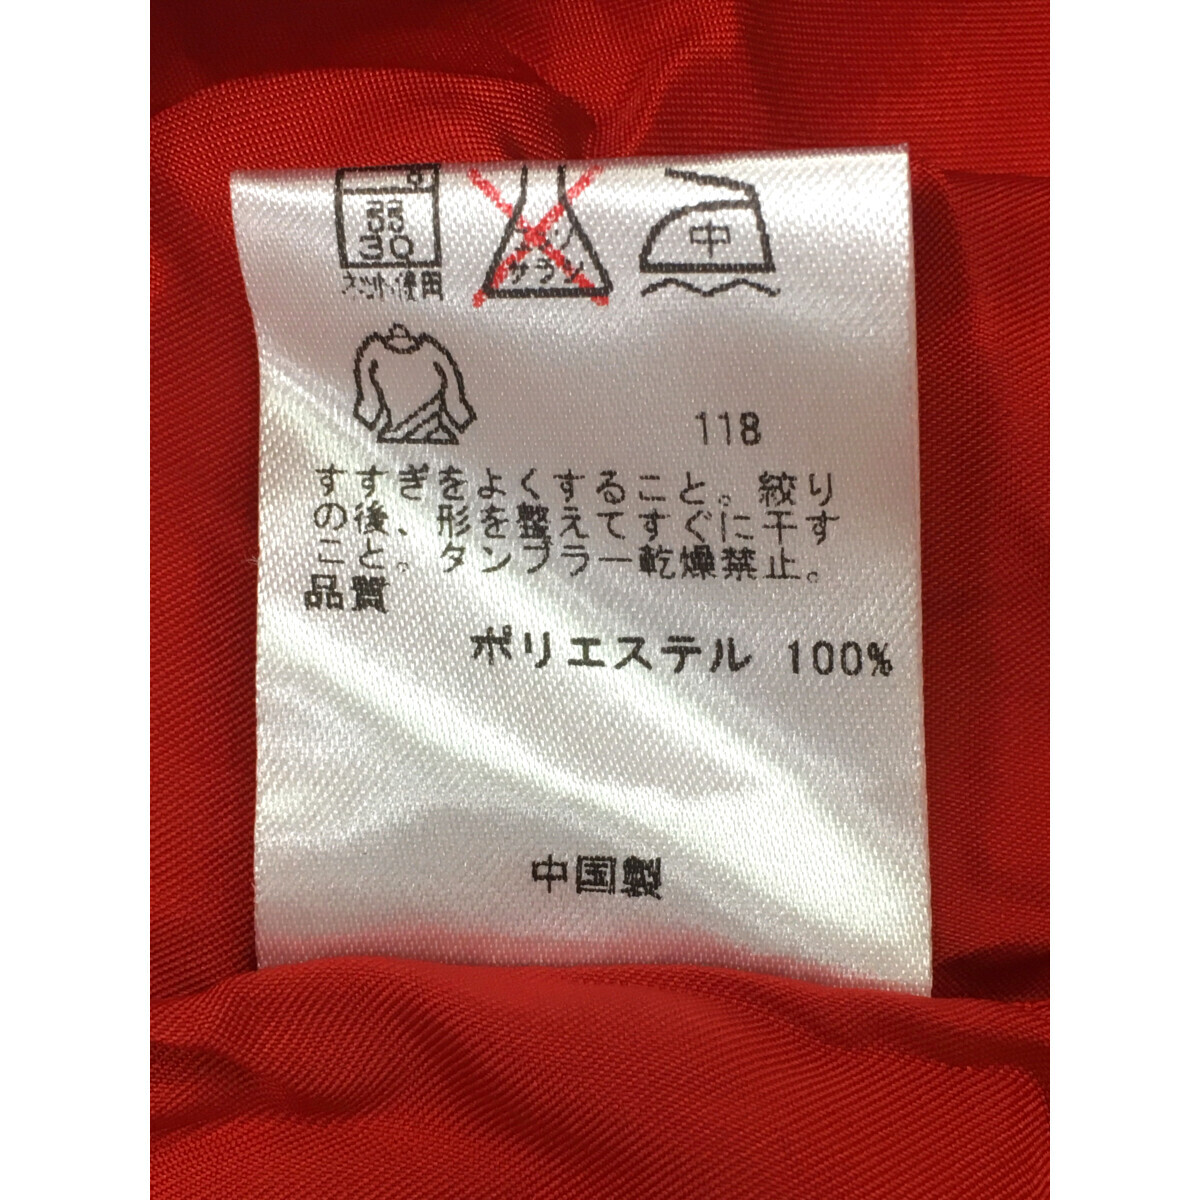 弱
30
ネット使用
エンソ
サラシ
中
118
すすぎをよくすること。絞り
の後、形を整えてすぐに干す
こと。タンブラー乾燥禁止。
品質
ポリエステル 100%
中国製